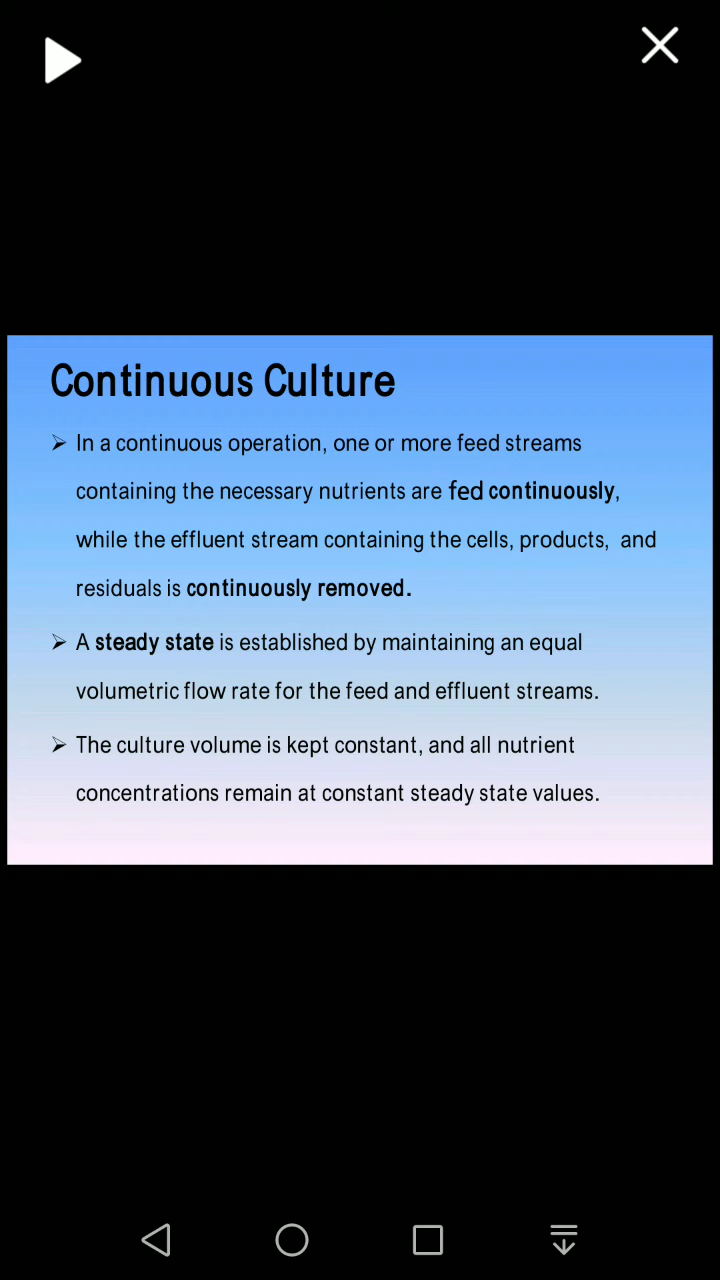 Continuous Culture
➢ In a continuous operation, one or more feed streams
containing the necessary nutrients are fed continuously,
while the effluent stream containing the cells, products, and
residuals is continuously removed.
➢ A steady state is established by maintaining an equal
volumetric flow rate for the feed and effluent streams.
➢ The culture volume is kept constant, and all nutrient
concentrations remain at constant steady state values.